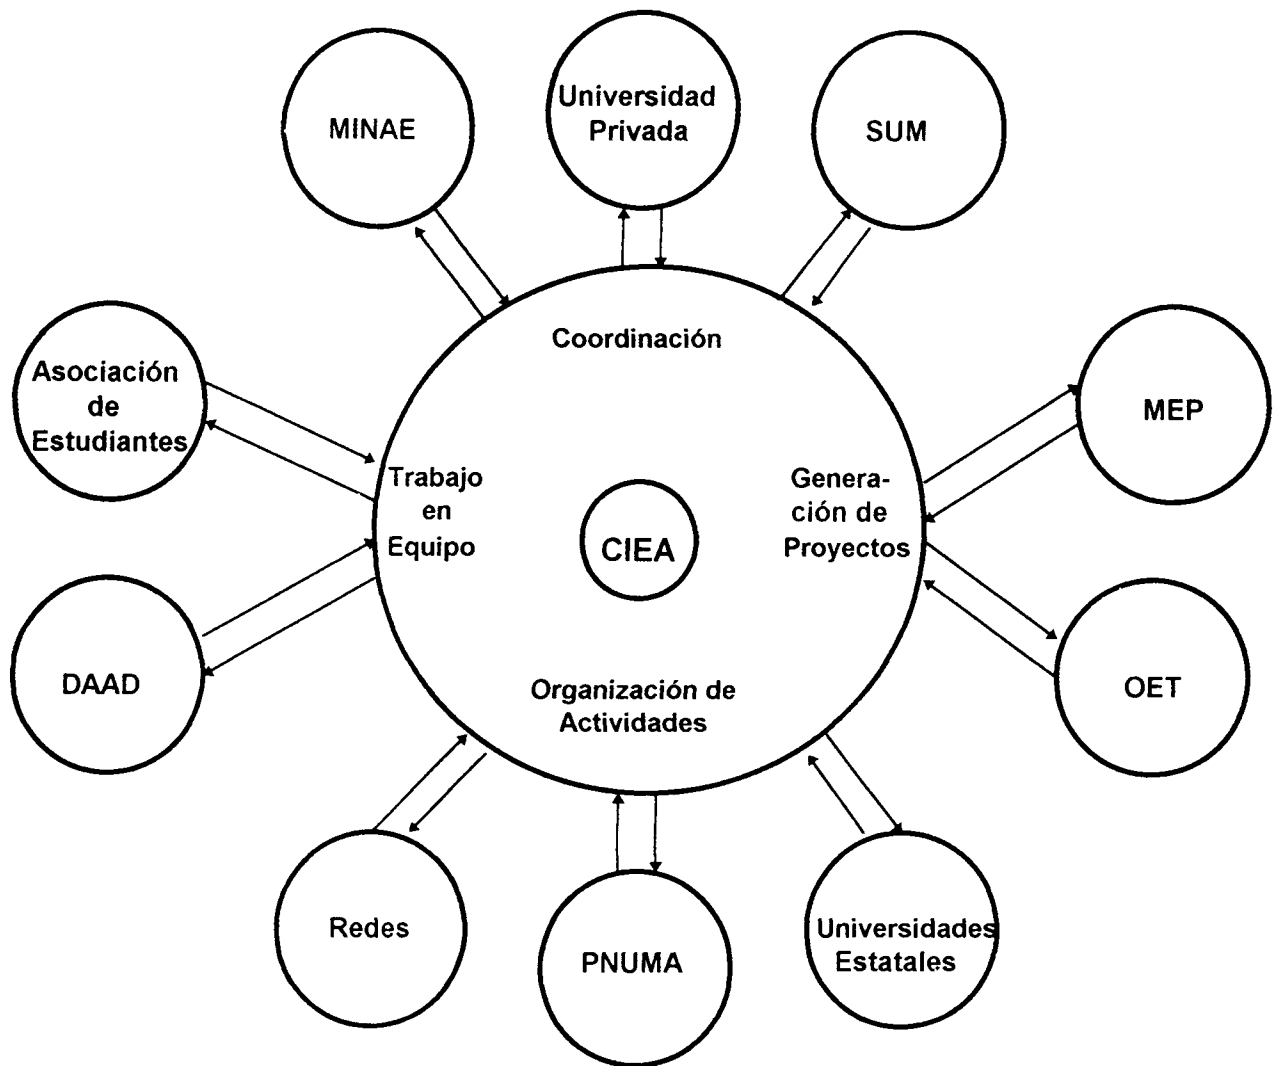 MINAE
Universidad
Privada
SUM
Coordinación
Asociación
de
Estudiantes
MEP
Trabajo
en
Equipo
CIEA
Genera-
ción de
Proyectos
DAAD
OET
Organización de
Actividades
Redes
PNUMA
Universidades
Estatales